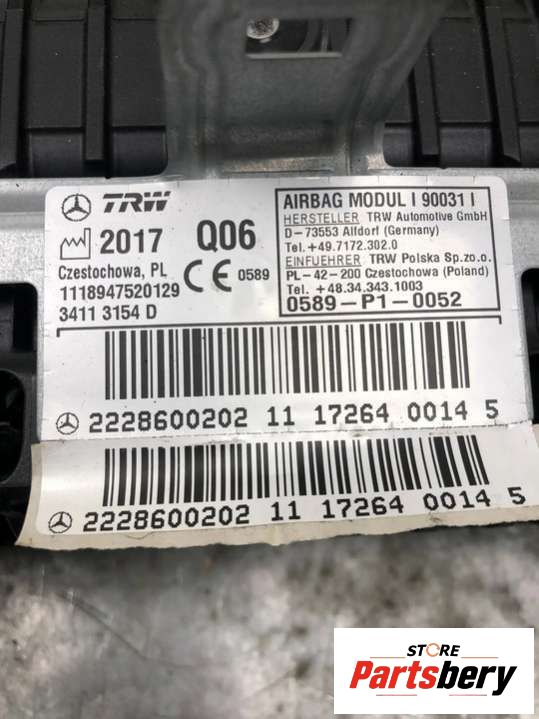 TRW
2017 Q06
Czestochowa, PL
0589
1118947520129
3411 3154 D
AIRBAG MODUL I 90031 I
HERSTELLER TRW Automotive GmbH
D-73553 Alfdorf (Germany)
Tel.+49.7172.302.0
EINFUEHRER TRW Polska Sp.zo.o.
PL-42-200 Czestochowa (Poland)
Tel. +48.34.343.1003
0589-P1-0052
2228600202 11 17264 0014 5
2228600202 11 17264 0014 5
STORE
Partsbery